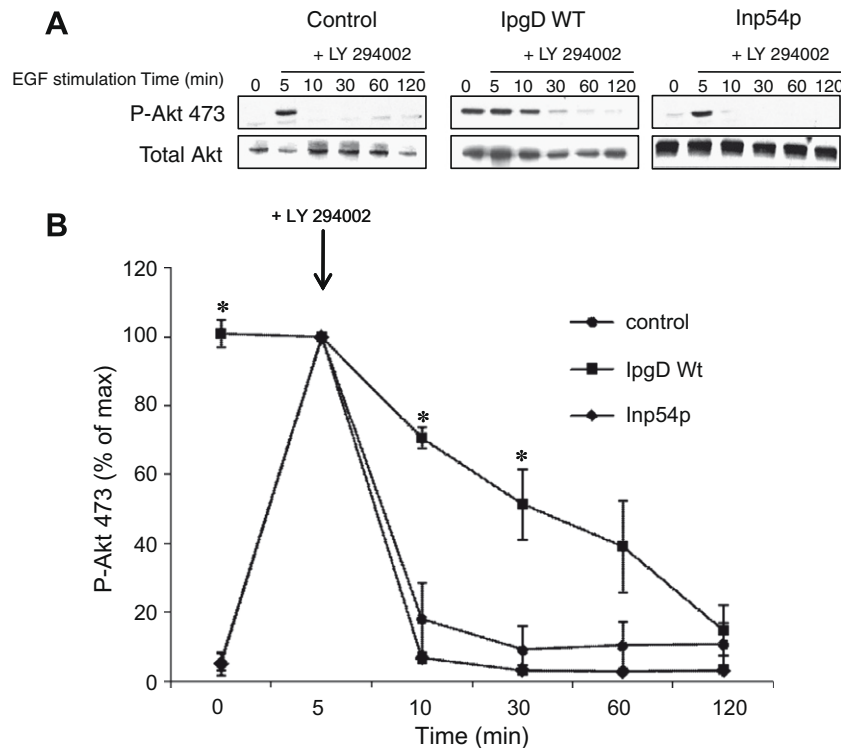 A
Control
IpgD WT
Inp54p
+ LY 294002
+ LY 294002
+ LY 294002
EGF stimulation Time (min)
0 5 10 30 60 120
0 5 10 30 60 120
0 5 10 30 60 120
P-Akt 473
Total Akt
B
+ LY 294002
P-Akt 473 (% of max)
120
100
80
60
40
20
0
*
*
*
control
IpgD Wt
Inp54p
0 5 10 30 60 120
Time (min)